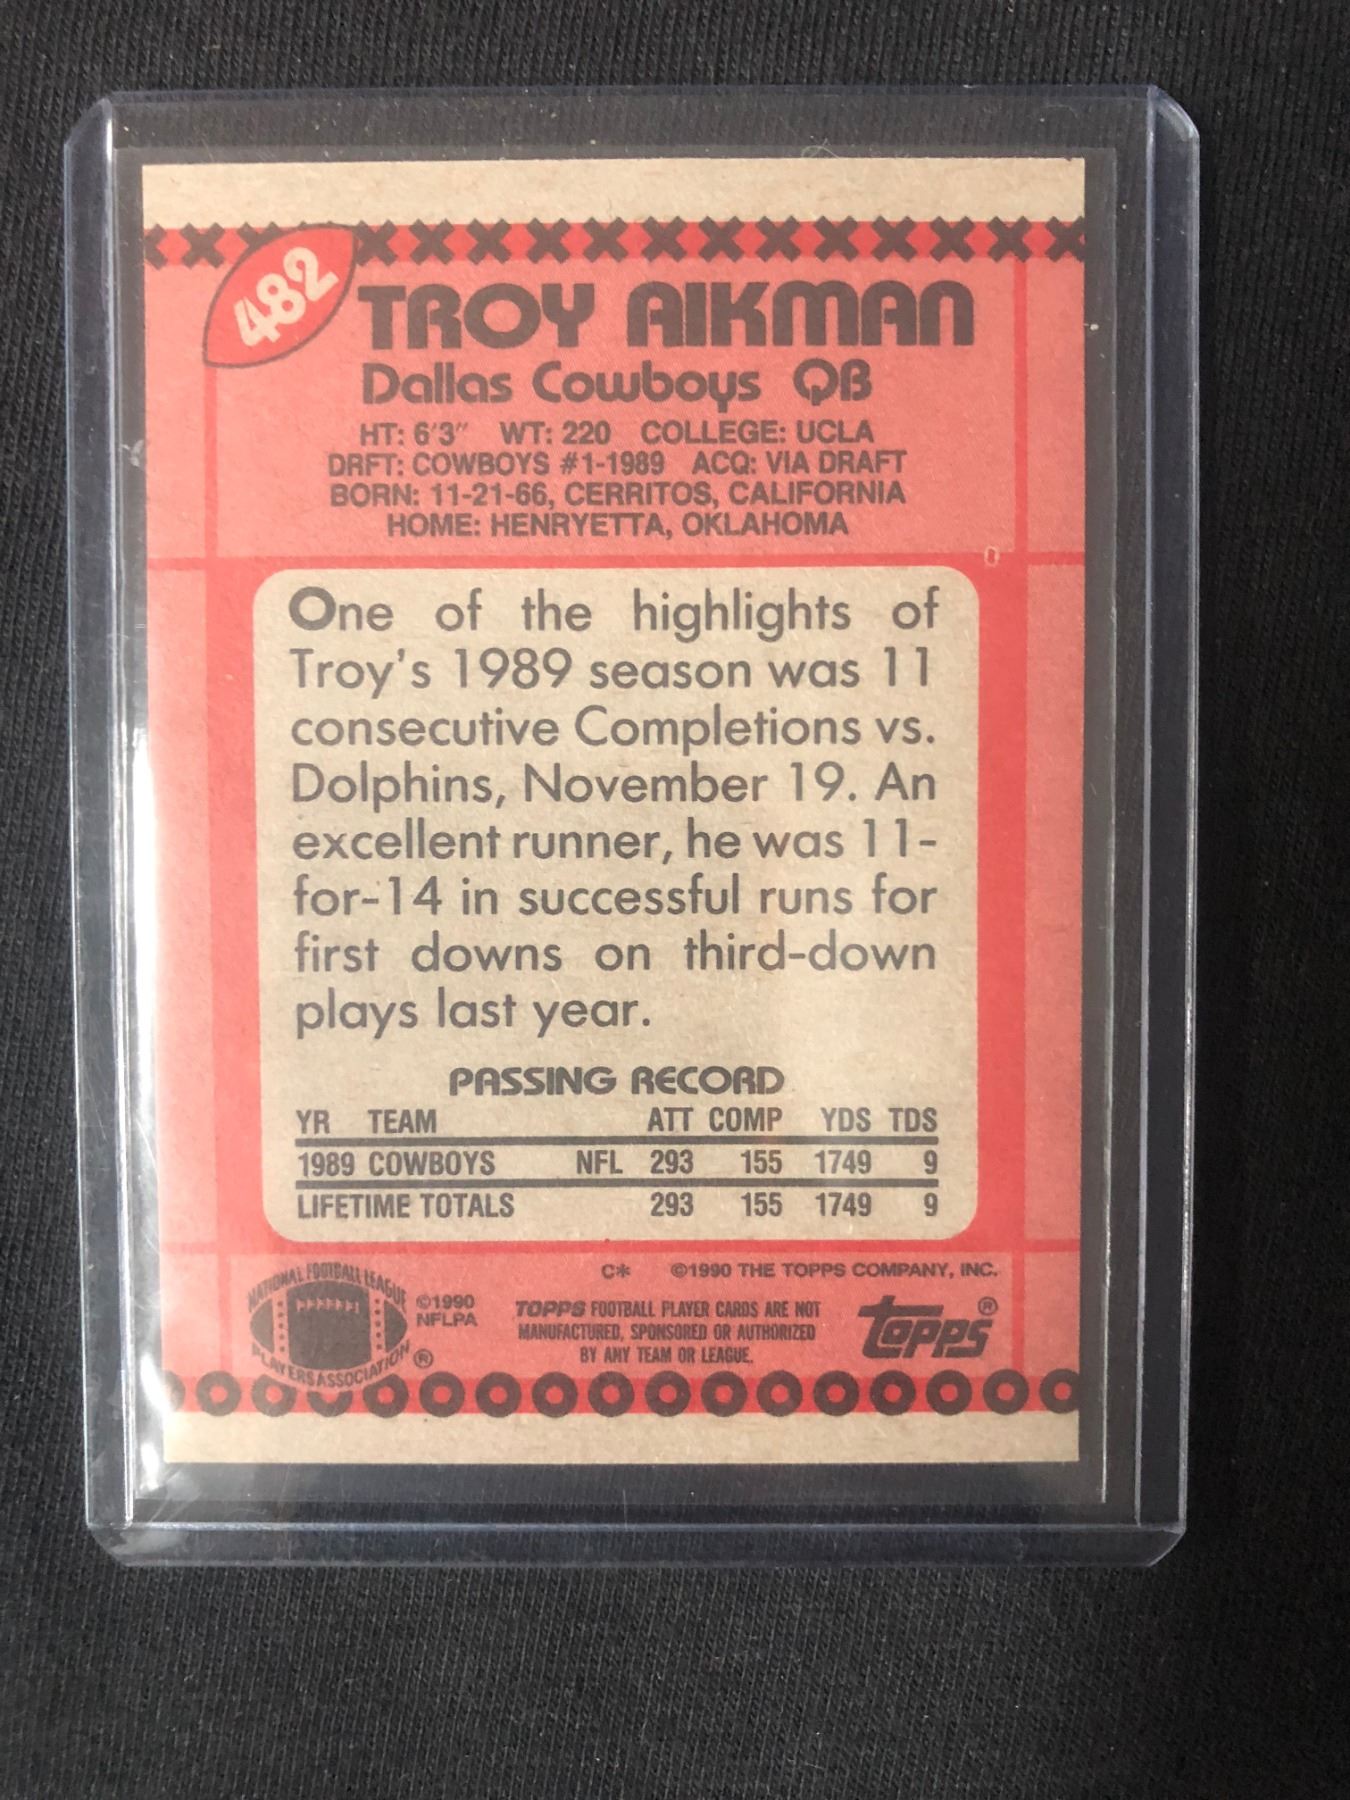 482
TROY AIKMAN
Dallas Cowboys QB
HT: 6'3" WT: 220 COLLEGE: UCLA
DRFT: COWBOYS #1-1989 ACQ: VIA DRAFT
BORN: 11-21-66, CERRITOS, CALIFORNIA
HOME: HENRYETTA, OKLAHOMA
One of the highlights of
Troy's 1989 season was 11
consecutive Completions vs.
Dolphins, November 19. An
excellent runner, he was 11-
for-14 in successful runs for
first downs on third-down
plays last year.
PASSING RECORD
YR TEAM ATT COMP YDS TDS
1989 COWBOYS NFL 293 155 1749 9
LIFETIME TOTALS 293 155 1749 9
NATIONAL FOOTBALL LEAGUE
PLAYERS ASSOCIATION ®
©1990
NFLPA
C* ©1990 THE TOPPS COMPANY, INC.
TOPPS FOOTBALL PLAYER CARDS ARE NOT
MANUFACTURED, SPONSORED OR AUTHORIZED
BY ANY TEAM OR LEAGUE.
topps®